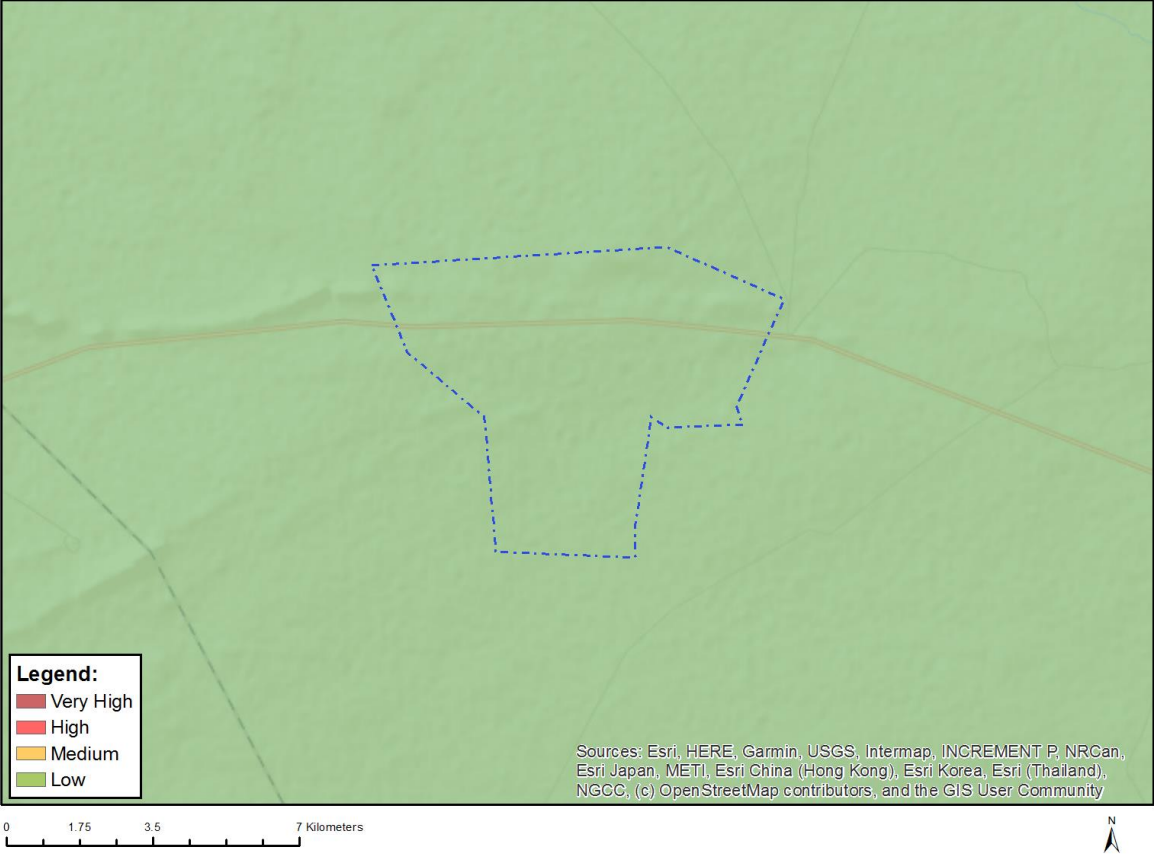 Legend:
Very High
High
Medium
Low
Sources: Esri, HERE, Garmin, USGS, Intermap, INCREMENT P, NRCan,
Esri Japan, METI, Esri China (Hong Kong), Esri Korea, Esri (Thailand),
NGCC, (c) OpenStreetMap contributors, and the GIS User Community
0 1.75 3.5 7 Kilometers
N